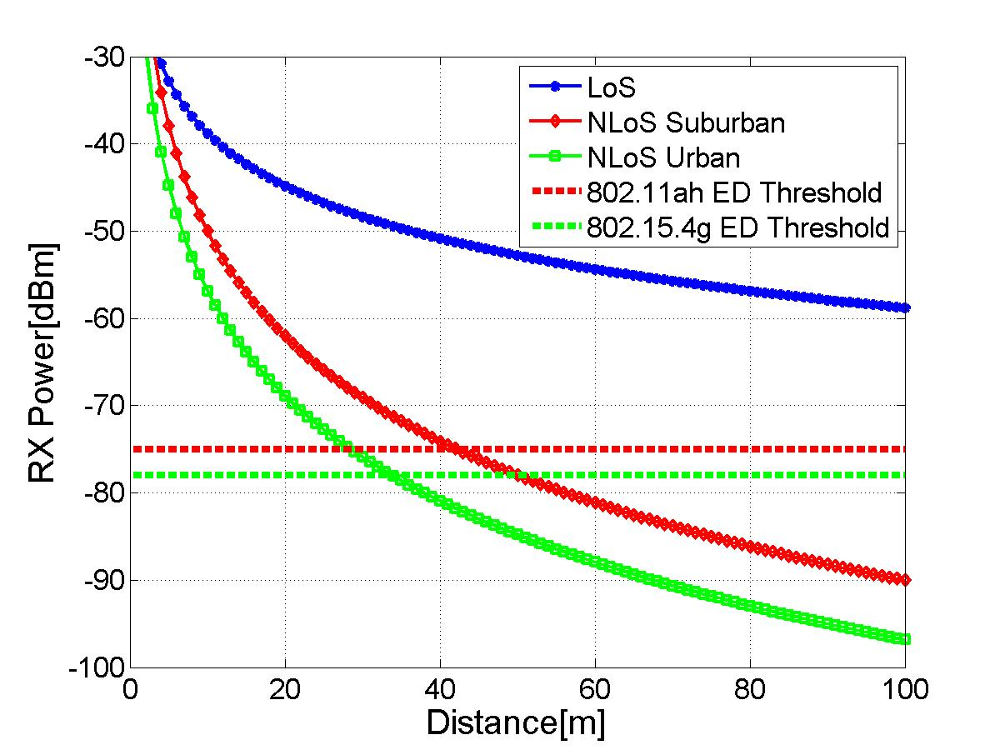 -30
-40
-50
-60
-70
-80
-90
-100
0
20
40
60
80
100
RX Power[dBm]
Distance[m]
LoS
NLoS Suburban
NLoS Urban
802.11ah ED Threshold
802.15.4g ED Threshold